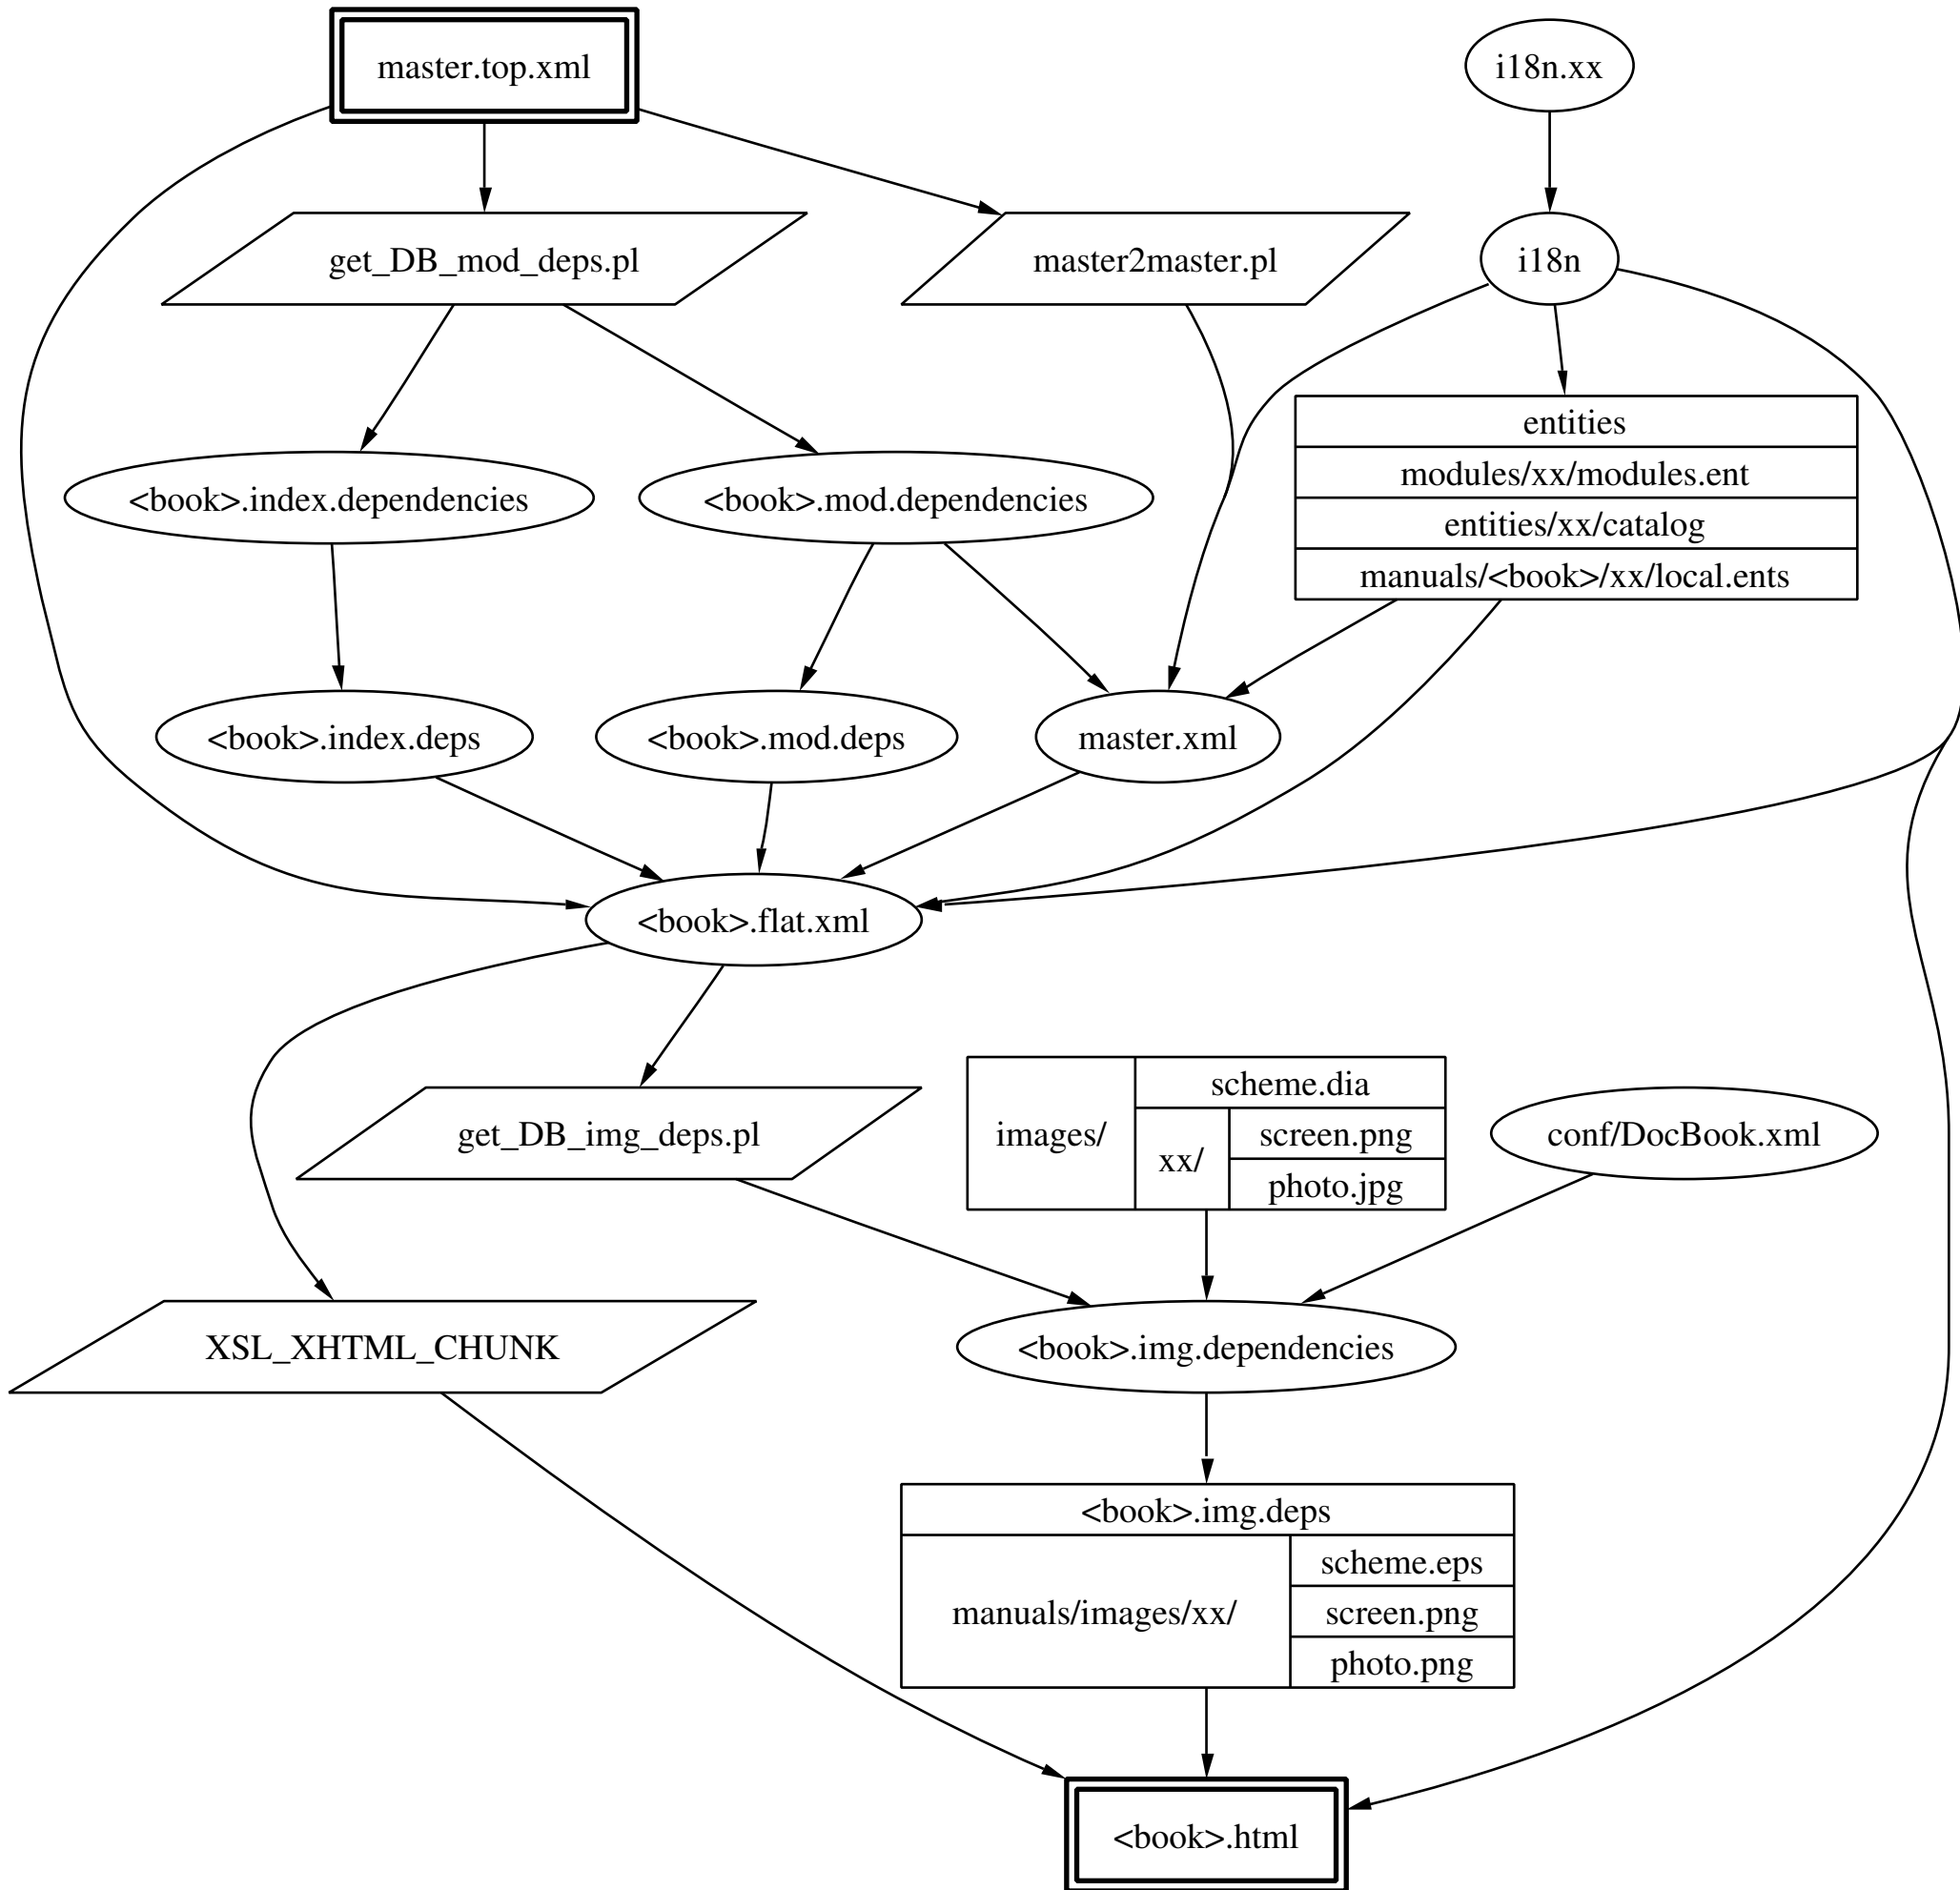 master.top.xml
i18n.xx
get_DB_mod_deps.pl
master2master.pl
i18n
entities
modules/xx/modules.ent
entities/xx/catalog
manuals/<book>/xx/local.ents
<book>.index.dependencies
<book>.mod.dependencies
<book>.index.deps
<book>.mod.deps
master.xml
<book>.flat.xml
get_DB_img_deps.pl
images/
scheme.dia
xx/
screen.png
photo.jpg
conf/DocBook.xml
XSL_XHTML_CHUNK
<book>.img.dependencies
<book>.img.deps
manuals/images/xx/
scheme.eps
screen.png
photo.png
<book>.html